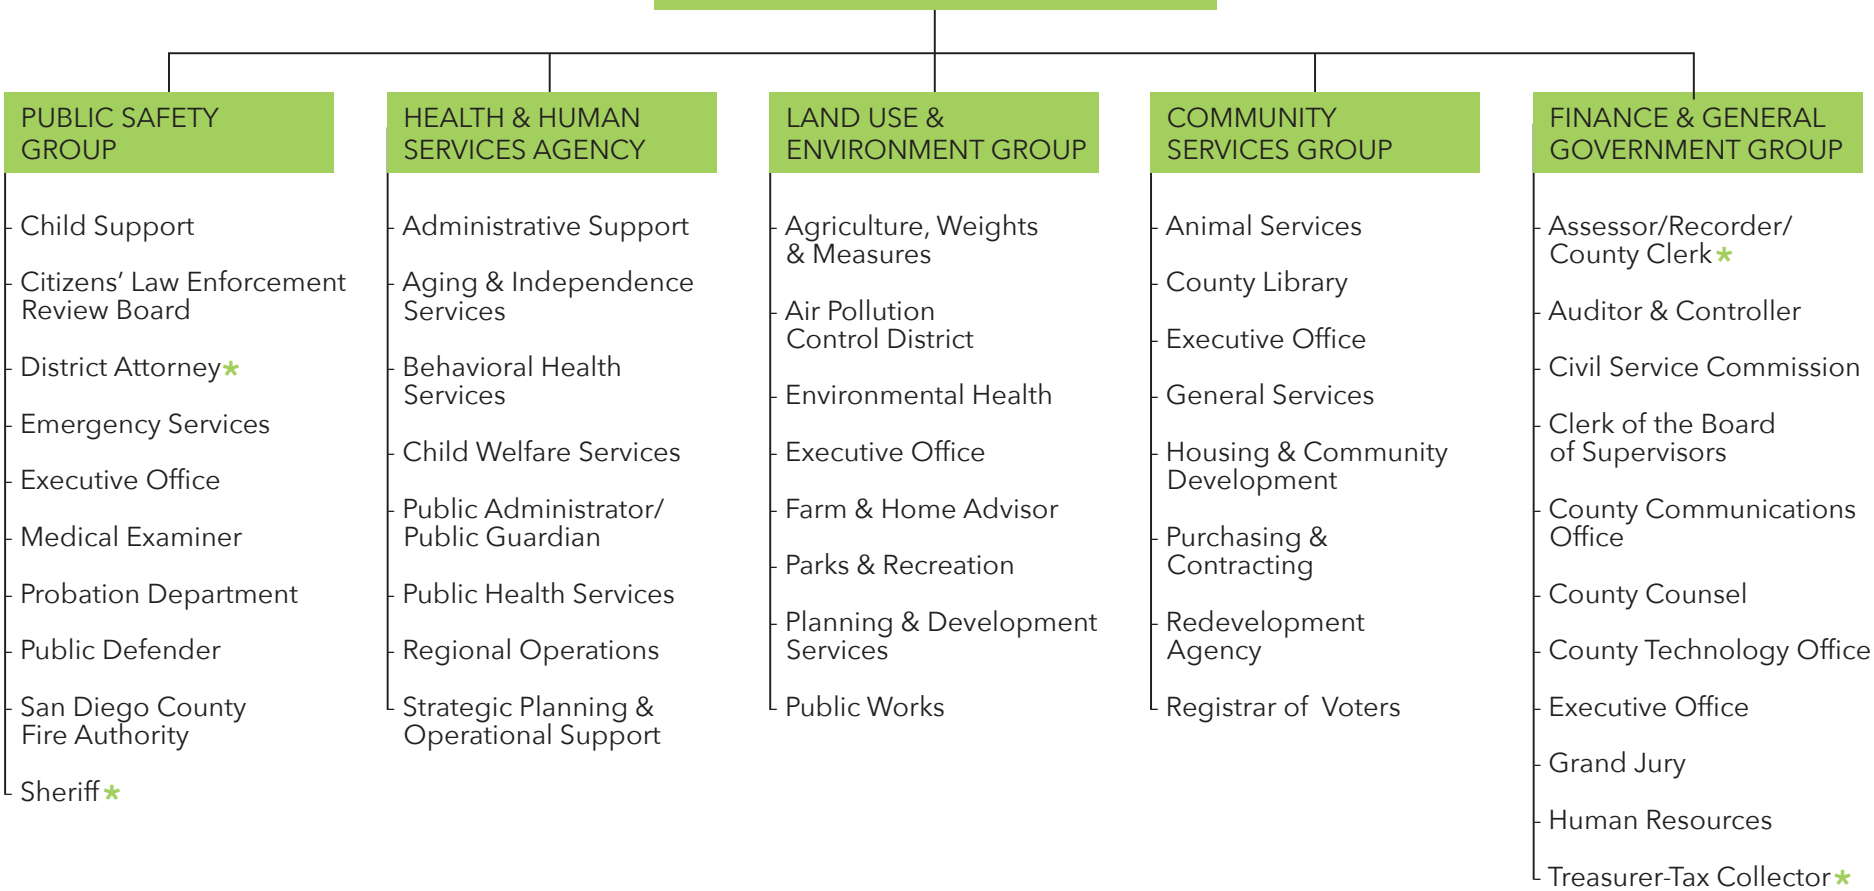 PUBLIC SAFETY
GROUP
Child Support
Citizens’ Law Enforcement
Review Board
District Attorney*
Emergency Services
Executive Office
Medical Examiner
Probation Department
Public Defender
San Diego County
Fire Authority
Sheriff*
HEALTH & HUMAN
SERVICES AGENCY
Administrative Support
Aging & Independence
Services
Behavioral Health
Services
Child Welfare Services
Public Administrator/
Public Guardian
Public Health Services
Regional Operations
Strategic Planning &
Operational Support
LAND USE &
ENVIRONMENT GROUP
Agriculture, Weights
& Measures
Air Pollution
Control District
Environmental Health
Executive Office
Farm & Home Advisor
Parks & Recreation
Planning & Development
Services
Public Works
COMMUNITY
SERVICES GROUP
Animal Services
County Library
Executive Office
General Services
Housing & Community
Development
Purchasing &
Contracting
Redevelopment
Agency
Registrar of Voters
FINANCE & GENERAL
GOVERNMENT GROUP
Assessor/Recorder/
County Clerk*
Auditor & Controller
Civil Service Commission
Clerk of the Board
of Supervisors
County Communications
Office
County Counsel
County Technology Office
Executive Office
Grand Jury
Human Resources
Treasurer-Tax Collector*